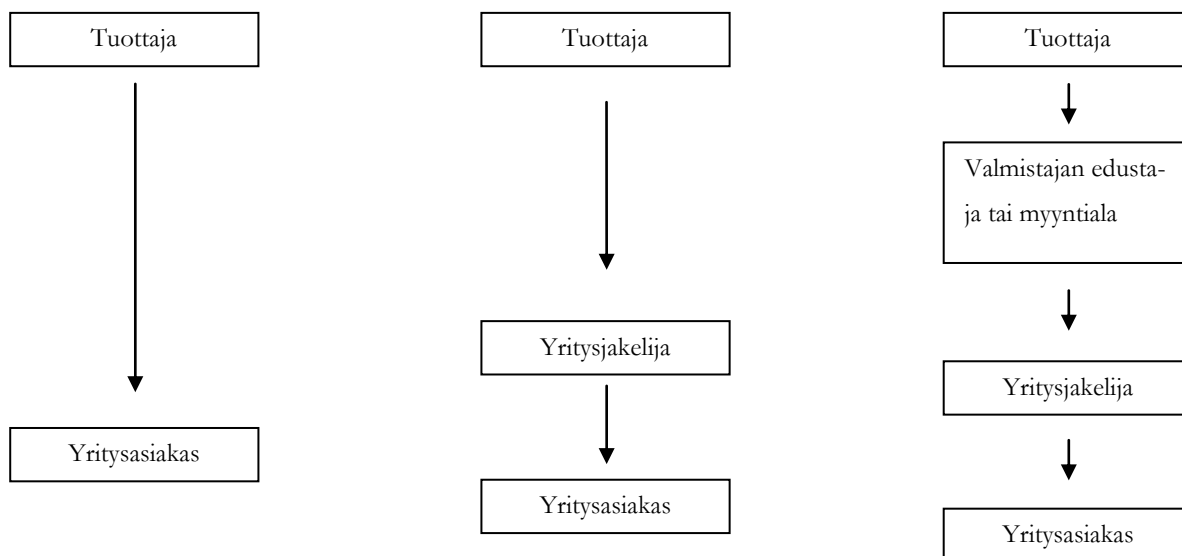 Tuottaja
Yritysasiakas
Tuottaja
Yritysjakelija
Yritysasiakas
Tuottaja
Valmistajan edusta-
ja tai myyntiala
Yritysjakelija
Yritysasiakas